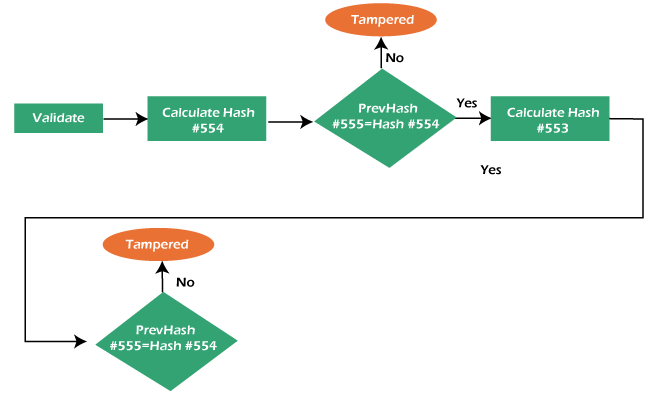 Tampered
No
Validate
Calculate Hash
#554
PrevHash
#555=Hash #554
Yes
Calculate Hash
#553
Yes
Tampered
No
PrevHash
#555=Hash #554